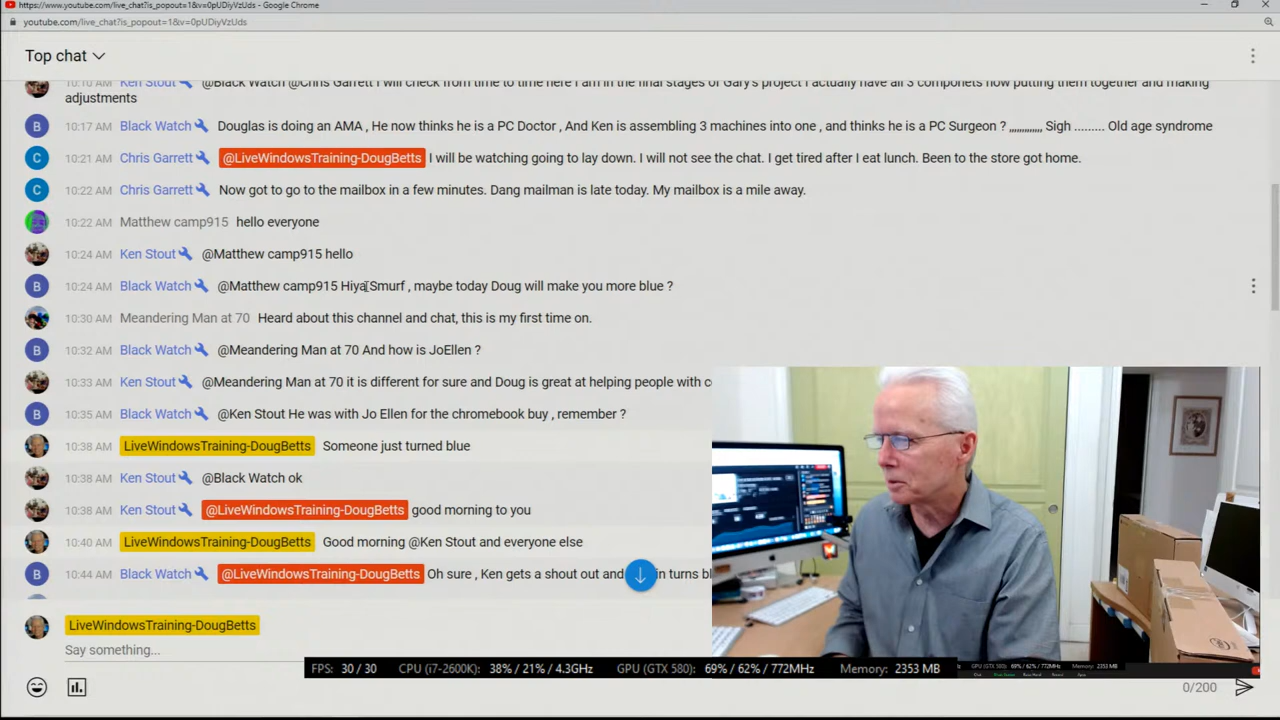 https://www.youtube.com/live_chat?is_popout=1&v=0pUDiyVzUds - Google Chrome
youtube.com/live_chat?is_popout=1&v=0pUDiyVzUds
Top chat
10:10 AM Ken Stout @Black Watch @Chris Garrett I will check from time to time here I am in the final stages of Gary's project I actually have all 3 componets now putting them together and making
adjustments
B 10:17 AM Black Watch Douglas is doing an AMA , He now thinks he is a PC Doctor , And Ken is assembling 3 machines into one , and thinks he is a PC Surgeon ? ,,,,,,,,,,,, Sigh ......... Old age syndrome
C 10:21 AM Chris Garrett @LiveWindowsTraining-DougBetts I will be watching going to lay down. I will not see the chat. I get tired after I eat lunch. Been to the store got home.
C 10:22 AM Chris Garrett Now got to go to the mailbox in a few minutes. Dang mailman is late today. My mailbox is a mile away.
10:22 AM Matthew camp915 hello everyone
10:24 AM Ken Stout @Matthew camp915 hello
B 10:24 AM Black Watch @Matthew camp915 Hiya Smurf , maybe today Doug will make you more blue ?
10:30 AM Meandering Man at 70 Heard about this channel and chat, this is my first time on.
B 10:32 AM Black Watch @Meandering Man at 70 And how is JoEllen ?
10:33 AM Ken Stout @Meandering Man at 70 it is different for sure and Doug is great at helping people with
B 10:35 AM Black Watch @Ken Stout He was with Jo Ellen for the chromebook buy , remember ?
10:38 AM LiveWindowsTraining-DougBetts Someone just turned blue
10:38 AM Ken Stout @Black Watch ok
10:38 AM Ken Stout @LiveWindowsTraining-DougBetts good morning to you
10:40 AM LiveWindowsTraining-DougBetts Good morning @Ken Stout and everyone else
B 10:44 AM Black Watch @LiveWindowsTraining-DougBetts Oh sure , Ken gets a shout out and in turns
LiveWindowsTraining-DougBetts
Say something...
FPS: 30 / 30 CPU (i7-2600K): 38% / 21% / 4.3GHz GPU (GTX 580): 69% / 62% / 772MHz Memory: 2353 MB
0/200